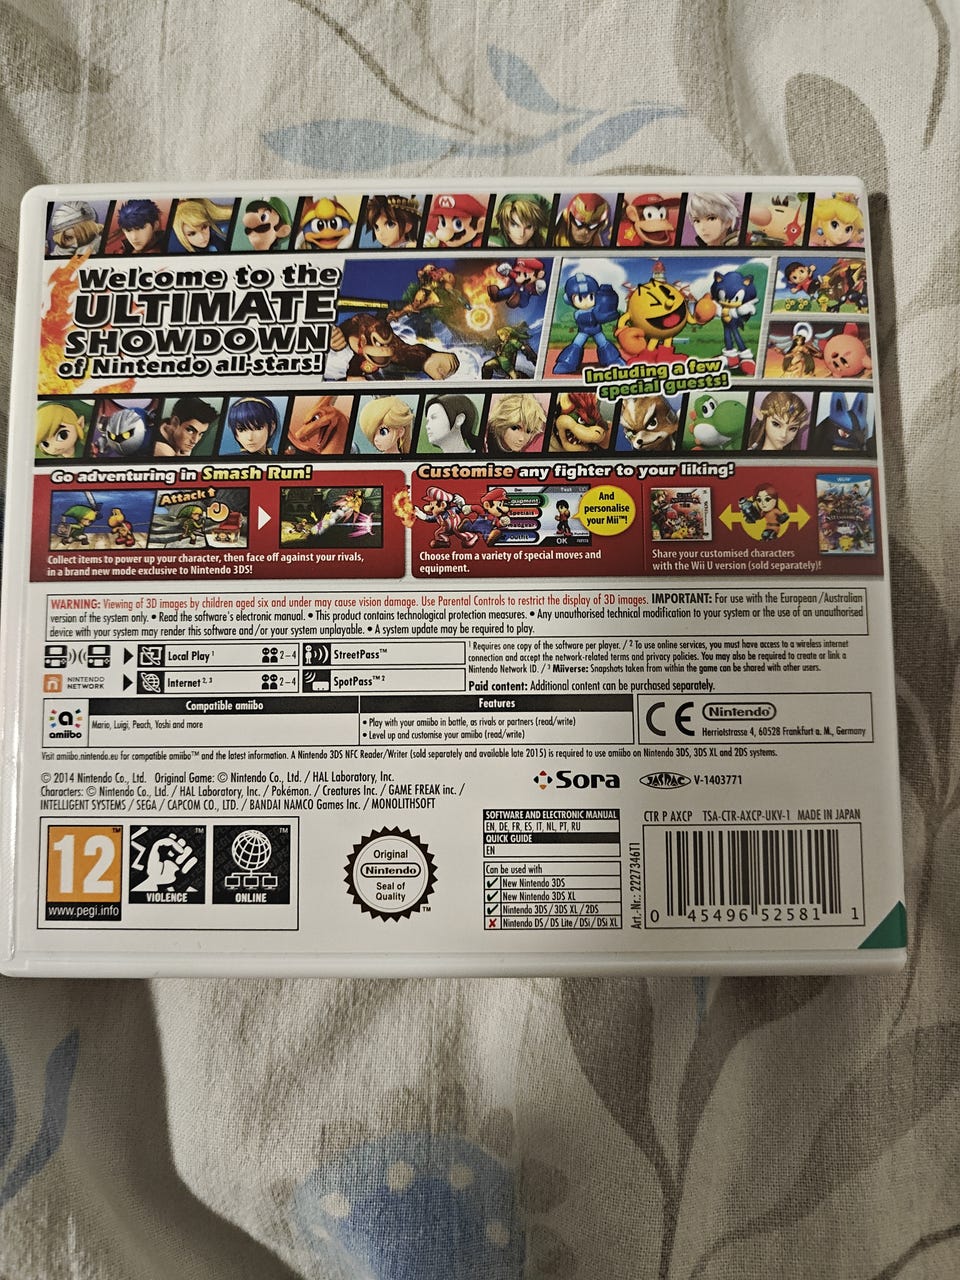 Welcome to the
ULTIMATE
SHOWDOWN
of Nintendo all-stars!
Including a few
special guests!
Go adventuring in Smash Run!
Attack
Collect items to power up your character, then face off against your rivals,
in a brand new mode exclusive to Nintendo 3DS!
Customise any fighter to your liking!
And
personalise
your Mii™!
OK
Choose from a variety of special moves and
equipment.
Share your customised characters
with the Wii U version (sold separately)!
WARNING: Viewing of 3D images by children aged six and under may cause vision damage. Use Parental Controls to restrict the display of 3D images. IMPORTANT: For use with the European /Australian
version of the system only. • Read the software's electronic manual. • This product contains technological protection measures. • Any unauthorised technical modification to your system or the use of an unauthorised
device with your system may render this software and/or your system unplayable. • A system update may be required to play.
Local Play¹ 2–4
StreetPass™
NINTENDO
NETWORK
Internet²,³ 2–4
SpotPass™ ²
¹ Requires one copy of the software per player. / ² To use online services, you must have access to a wireless internet
connection and accept the network-related terms and privacy policies. You may also be required to create or link a
Nintendo Network ID. / ³ Miiverse: Snapshots taken from within the game can be shared with other users.
Paid content: Additional content can be purchased separately.
amiibo
Compatible amiibo
Mario, Luigi, Peach, Yoshi and more
Features
• Play with your amiibo in battle, as rivals or partners (read/write)
• Level up and customise your amiibo (read/write)
CE Nintendo
Herriotstrasse 4, 60528 Frankfurt a. M., Germany
Visit amiibo.nintendo.eu for compatible amiibo™ and the latest information. A Nintendo 3DS NFC Reader/Writer (sold separately and available late 2015) is required to use amiibo on Nintendo 3DS, 3DS XL and 2DS systems.
© 2014 Nintendo Co., Ltd. Original Game: © Nintendo Co., Ltd. / HAL Laboratory, Inc.
Characters: © Nintendo Co., Ltd. / HAL Laboratory, Inc. / Pokémon. / Creatures Inc. / GAME FREAK inc. /
INTELLIGENT SYSTEMS / SEGA / CAPCOM CO., LTD. / BANDAI NAMCO Games Inc. / MONOLITHSOFT
Sora
JASRAC V-1403771
12
www.pegi.info
VIOLENCE
ONLINE
Original
Nintendo
Seal of
Quality
SOFTWARE AND ELECTRONIC MANUAL
EN, DE, FR, ES, IT, NL, PT, RU
QUICK GUIDE
EN
Can be used with
New Nintendo 3DS
New Nintendo 3DS XL
Nintendo 3DS / 3DS XL / 2DS
Nintendo DS / DS Lite / DSi / DSi XL
Art.-Nr.: 2227346T1
CTR P AXCP TSA-CTR-AXCP-UKV-1 MADE IN JAPAN
0 45496 52581 1